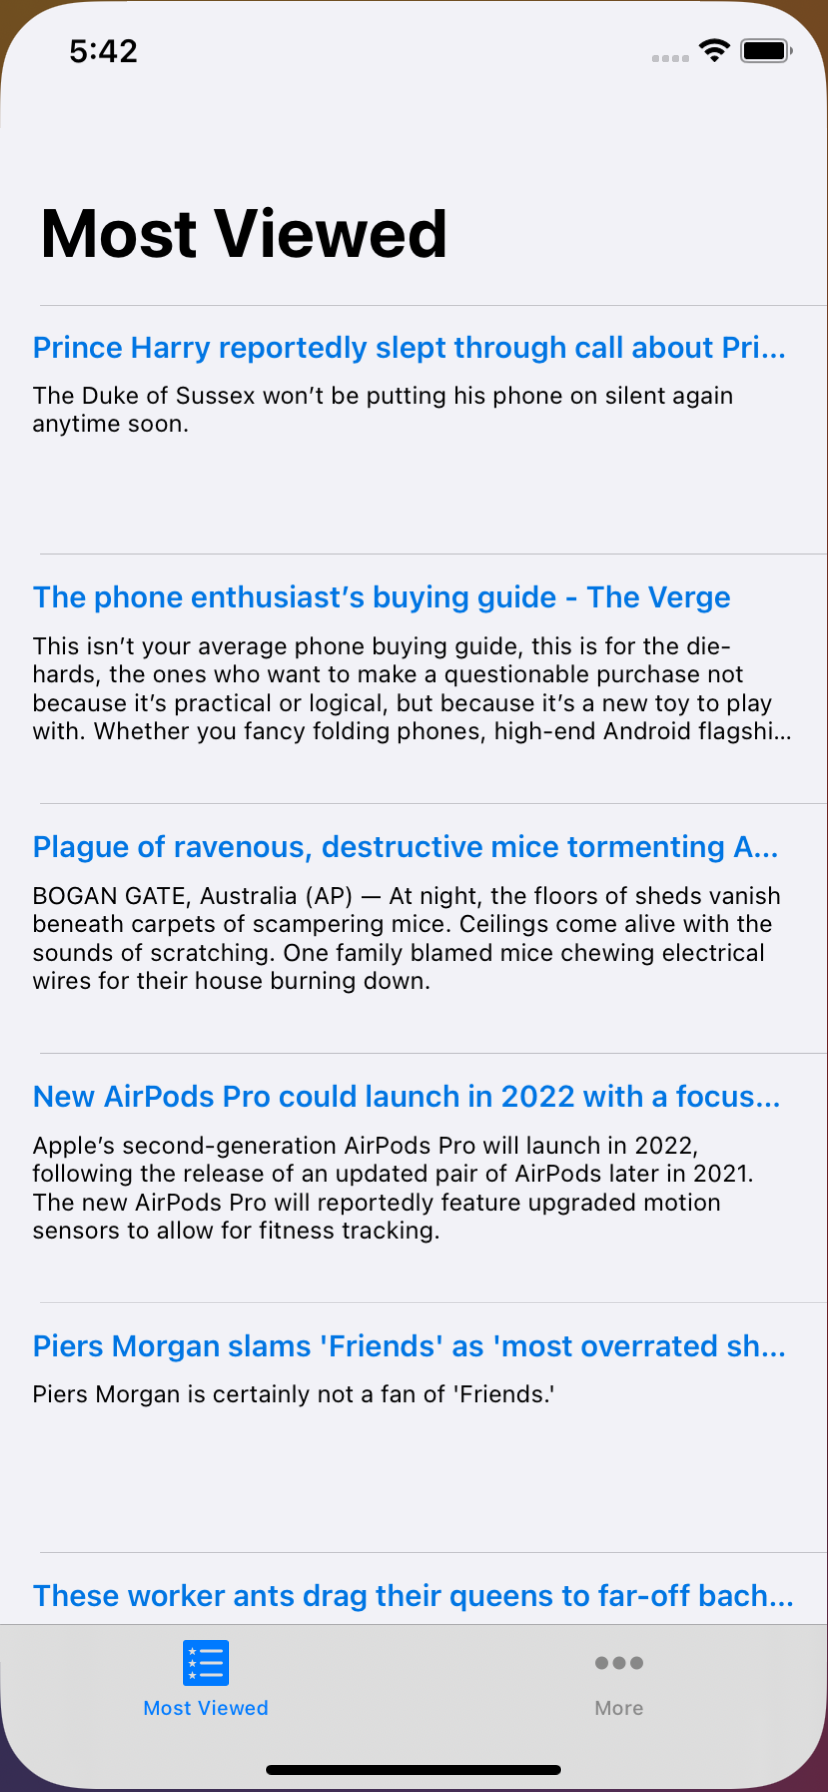 5:42
Most Viewed
Prince Harry reportedly slept through call about Pri...
The Duke of Sussex won’t be putting his phone on silent again
anytime soon.
The phone enthusiast’s buying guide - The Verge
This isn’t your average phone buying guide, this is for the die-
hards, the ones who want to make a questionable purchase not
because it’s practical or logical, but because it’s a new toy to play
with. Whether you fancy folding phones, high-end Android flagshi...
Plague of ravenous, destructive mice tormenting A...
BOGAN GATE, Australia (AP) — At night, the floors of sheds vanish
beneath carpets of scampering mice. Ceilings come alive with the
sounds of scratching. One family blamed mice chewing electrical
wires for their house burning down.
New AirPods Pro could launch in 2022 with a focus...
Apple’s second-generation AirPods Pro will launch in 2022,
following the release of an updated pair of AirPods later in 2021.
The new AirPods Pro will reportedly feature upgraded motion
sensors to allow for fitness tracking.
Piers Morgan slams 'Friends' as 'most overrated sh...
Piers Morgan is certainly not a fan of 'Friends.'
These worker ants drag their queens to far-off bach...
Most Viewed
More